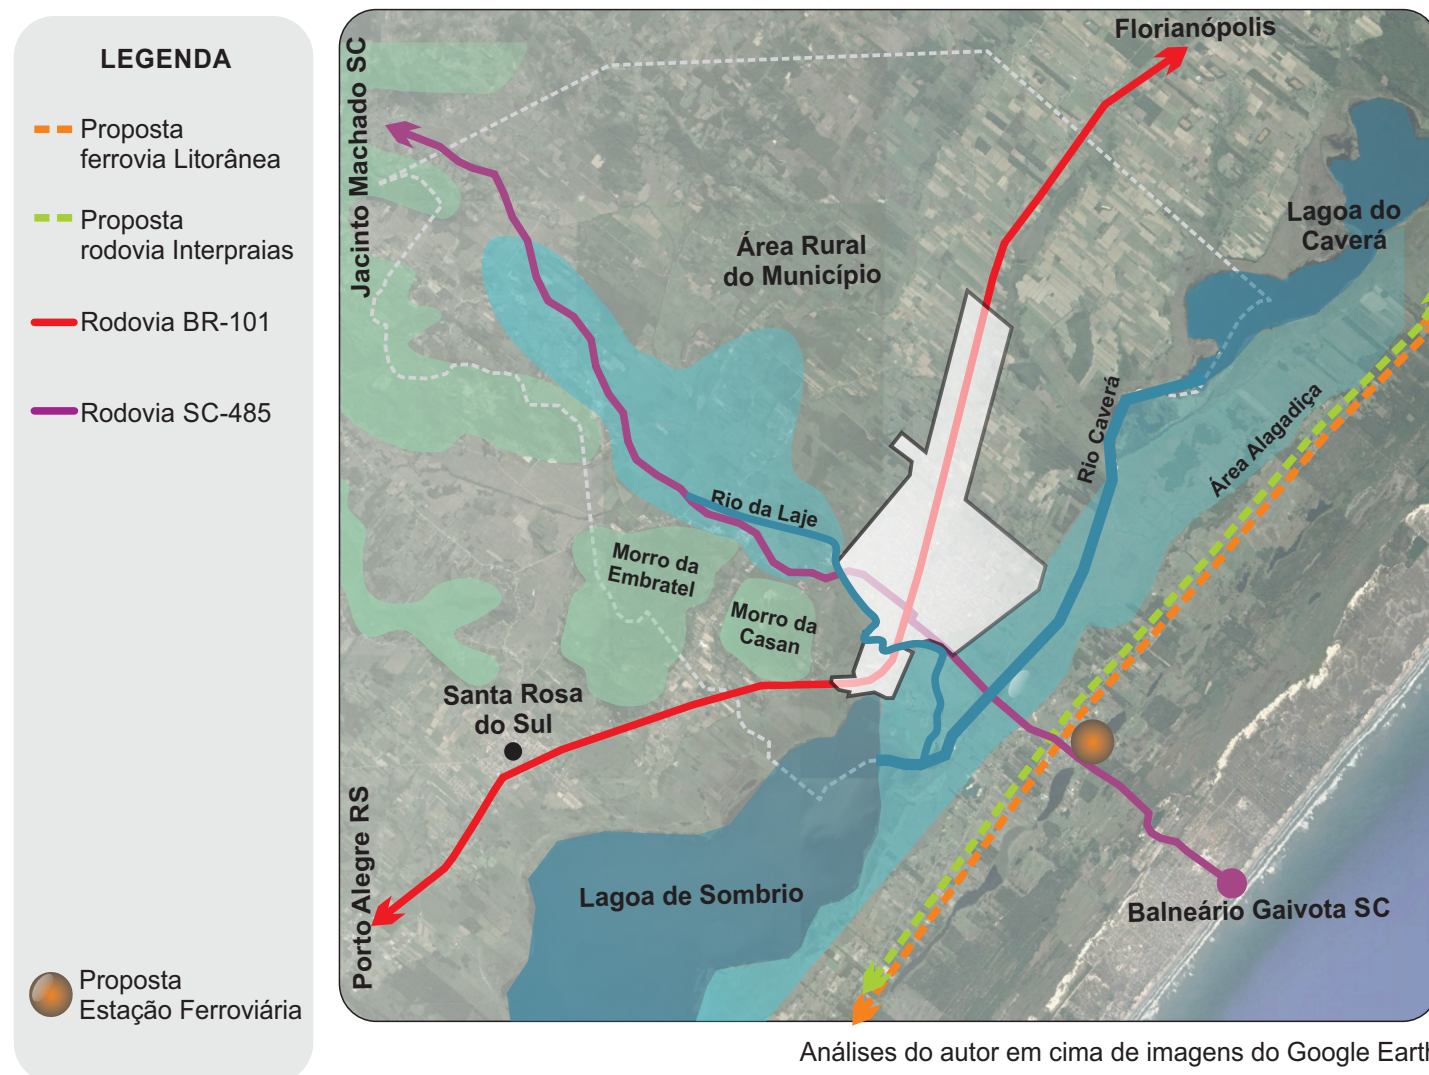 LEGENDA
Proposta
ferrovia Litorânea
Proposta
rodovia Interpraias
Rodovia BR-101
Rodovia SC-485
Proposta
Estação Ferroviária
Florianópolis
Jacinto Machado SC
Lagoa do
Caverá
Área Rural
do Município
Rio Caverá
Área Alagadiça
Rio da Laje
Morro da
Embratel
Morro da
Casan
Santa Rosa
do Sul
Porto Alegre RS
Lagoa de Sombrio
Balneário Gaivota SC
Análises do autor em cima de imagens do Google Earth